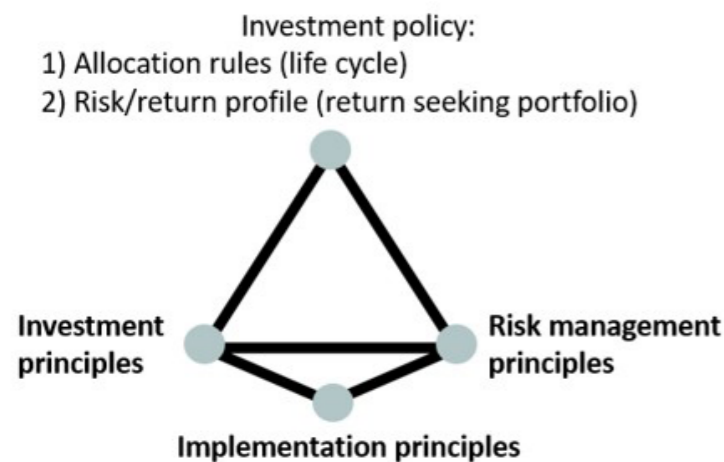 Investment policy:
1) Allocation rules (life cycle)
2) Risk/return profile (return seeking portfolio)
Investment
principles
Risk management
principles
Implementation principles